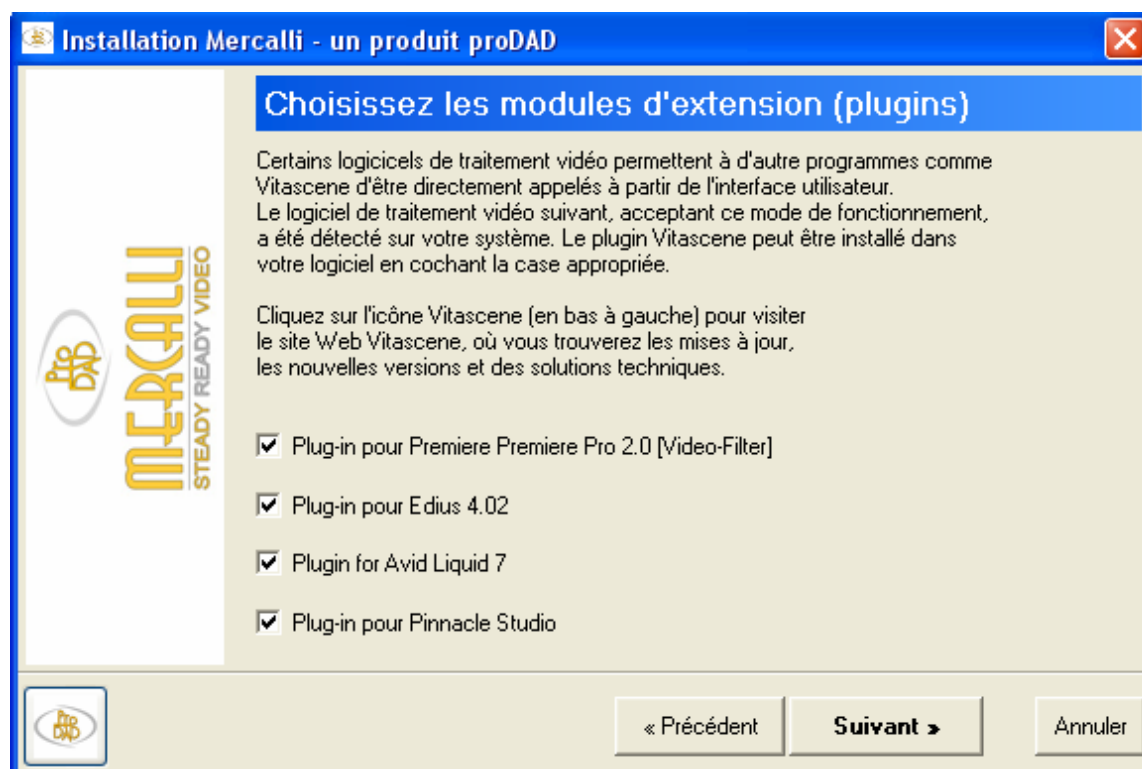 Installation Mercalli - un produit proDAD
Choisissez les modules d'extension (plugins)
Certains logicicels de traitement vidéo permettent à d'autre programmes comme
Vitascene d'être directement appelés à partir de l'interface utilisateur.
Le logiciel de traitement vidéo suivant, acceptant ce mode de fonctionnement,
a été détecté sur votre système. Le plugin Vitascene peut être installé dans
votre logiciel en cochant la case appropriée.
Cliquez sur l'icône Vitascene (en bas à gauche) pour visiter
le site Web Vitascene, où vous trouverez les mises à jour,
les nouvelles versions et des solutions techniques.
Plug-in pour Premiere Premiere Pro 2.0 [Video-Filter]
Plug-in pour Edius 4.02
Plugin for Avid Liquid 7
Plug-in pour Pinnacle Studio
ProDAD
MERCALLI
STEADY READY VIDEO
ProDAD
« Précédent
Suivant »
Annuler